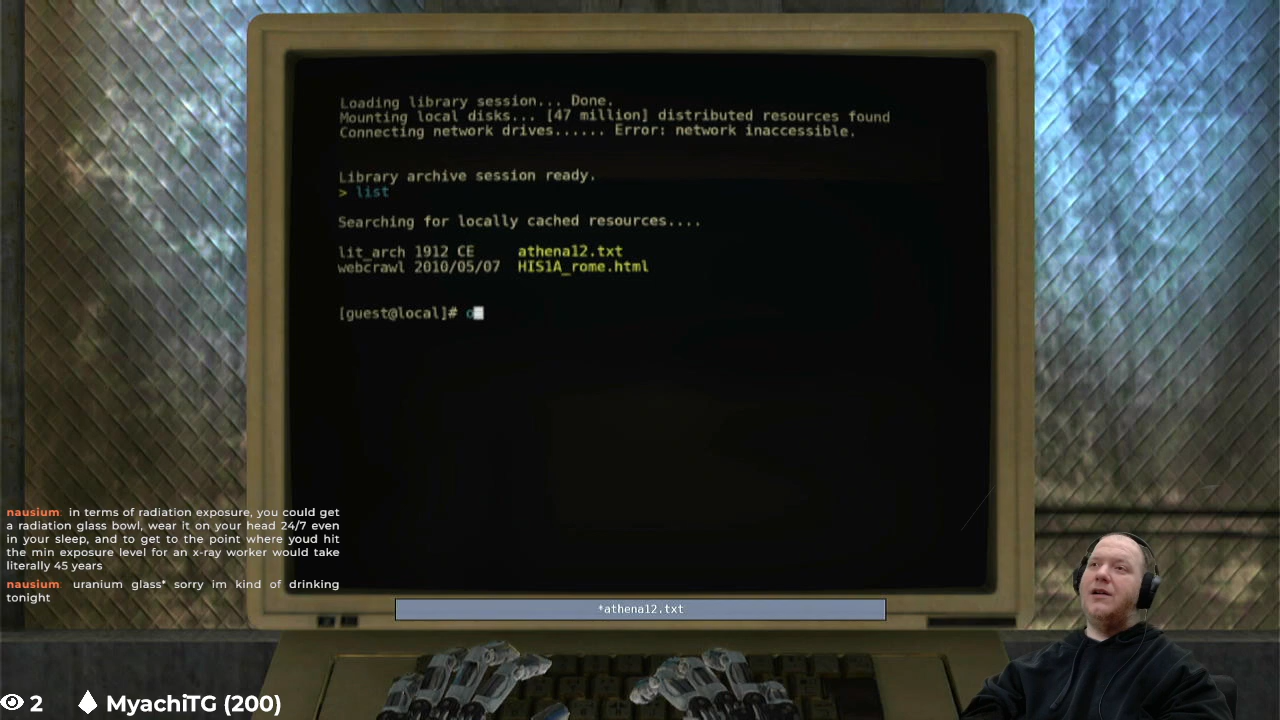 Loading library session... Done.
Mounting local disks... [47 million] distributed resources found
Connecting network drives...... Error: network inaccessible.
Library archive session ready.
> list
Searching for locally cached resources....
lit_arch 1912 CE athena12.txt
webcrawl 2010/05/07 HIS1A_rome.html
[guest@local]# o
nausium: in terms of radiation exposure, you could get
a radiation glass bowl, wear it on your head 24/7 even
in your sleep, and to get to the point where youd hit
the min exposure level for an x-ray worker would take
literally 45 years
nausium: uranium glass* sorry im kind of drinking
tonight
*athena12.txt
2 MyachiTG (200)